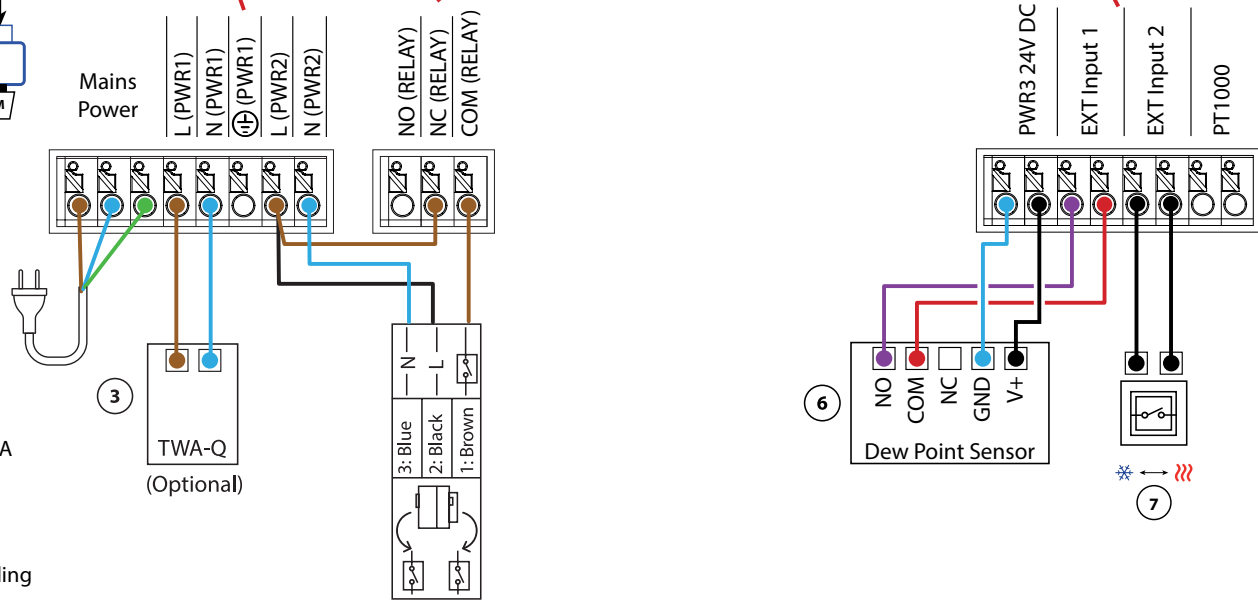 M
Mains
Power
L (PWR1)
N (PWR1)
(PWR1)
L (PWR2)
N (PWR2)
NO (RELAY)
NC (RELAY)
COM (RELAY)
PWR3 24V DC
EXT Input 1
EXT Input 2
PT1000
3
TWA-Q
(Optional)
A
ling
N
L
3: Blue
2: Black
1: Brown
6
NO
COM
NC
GND
V+
Dew Point Sensor
7